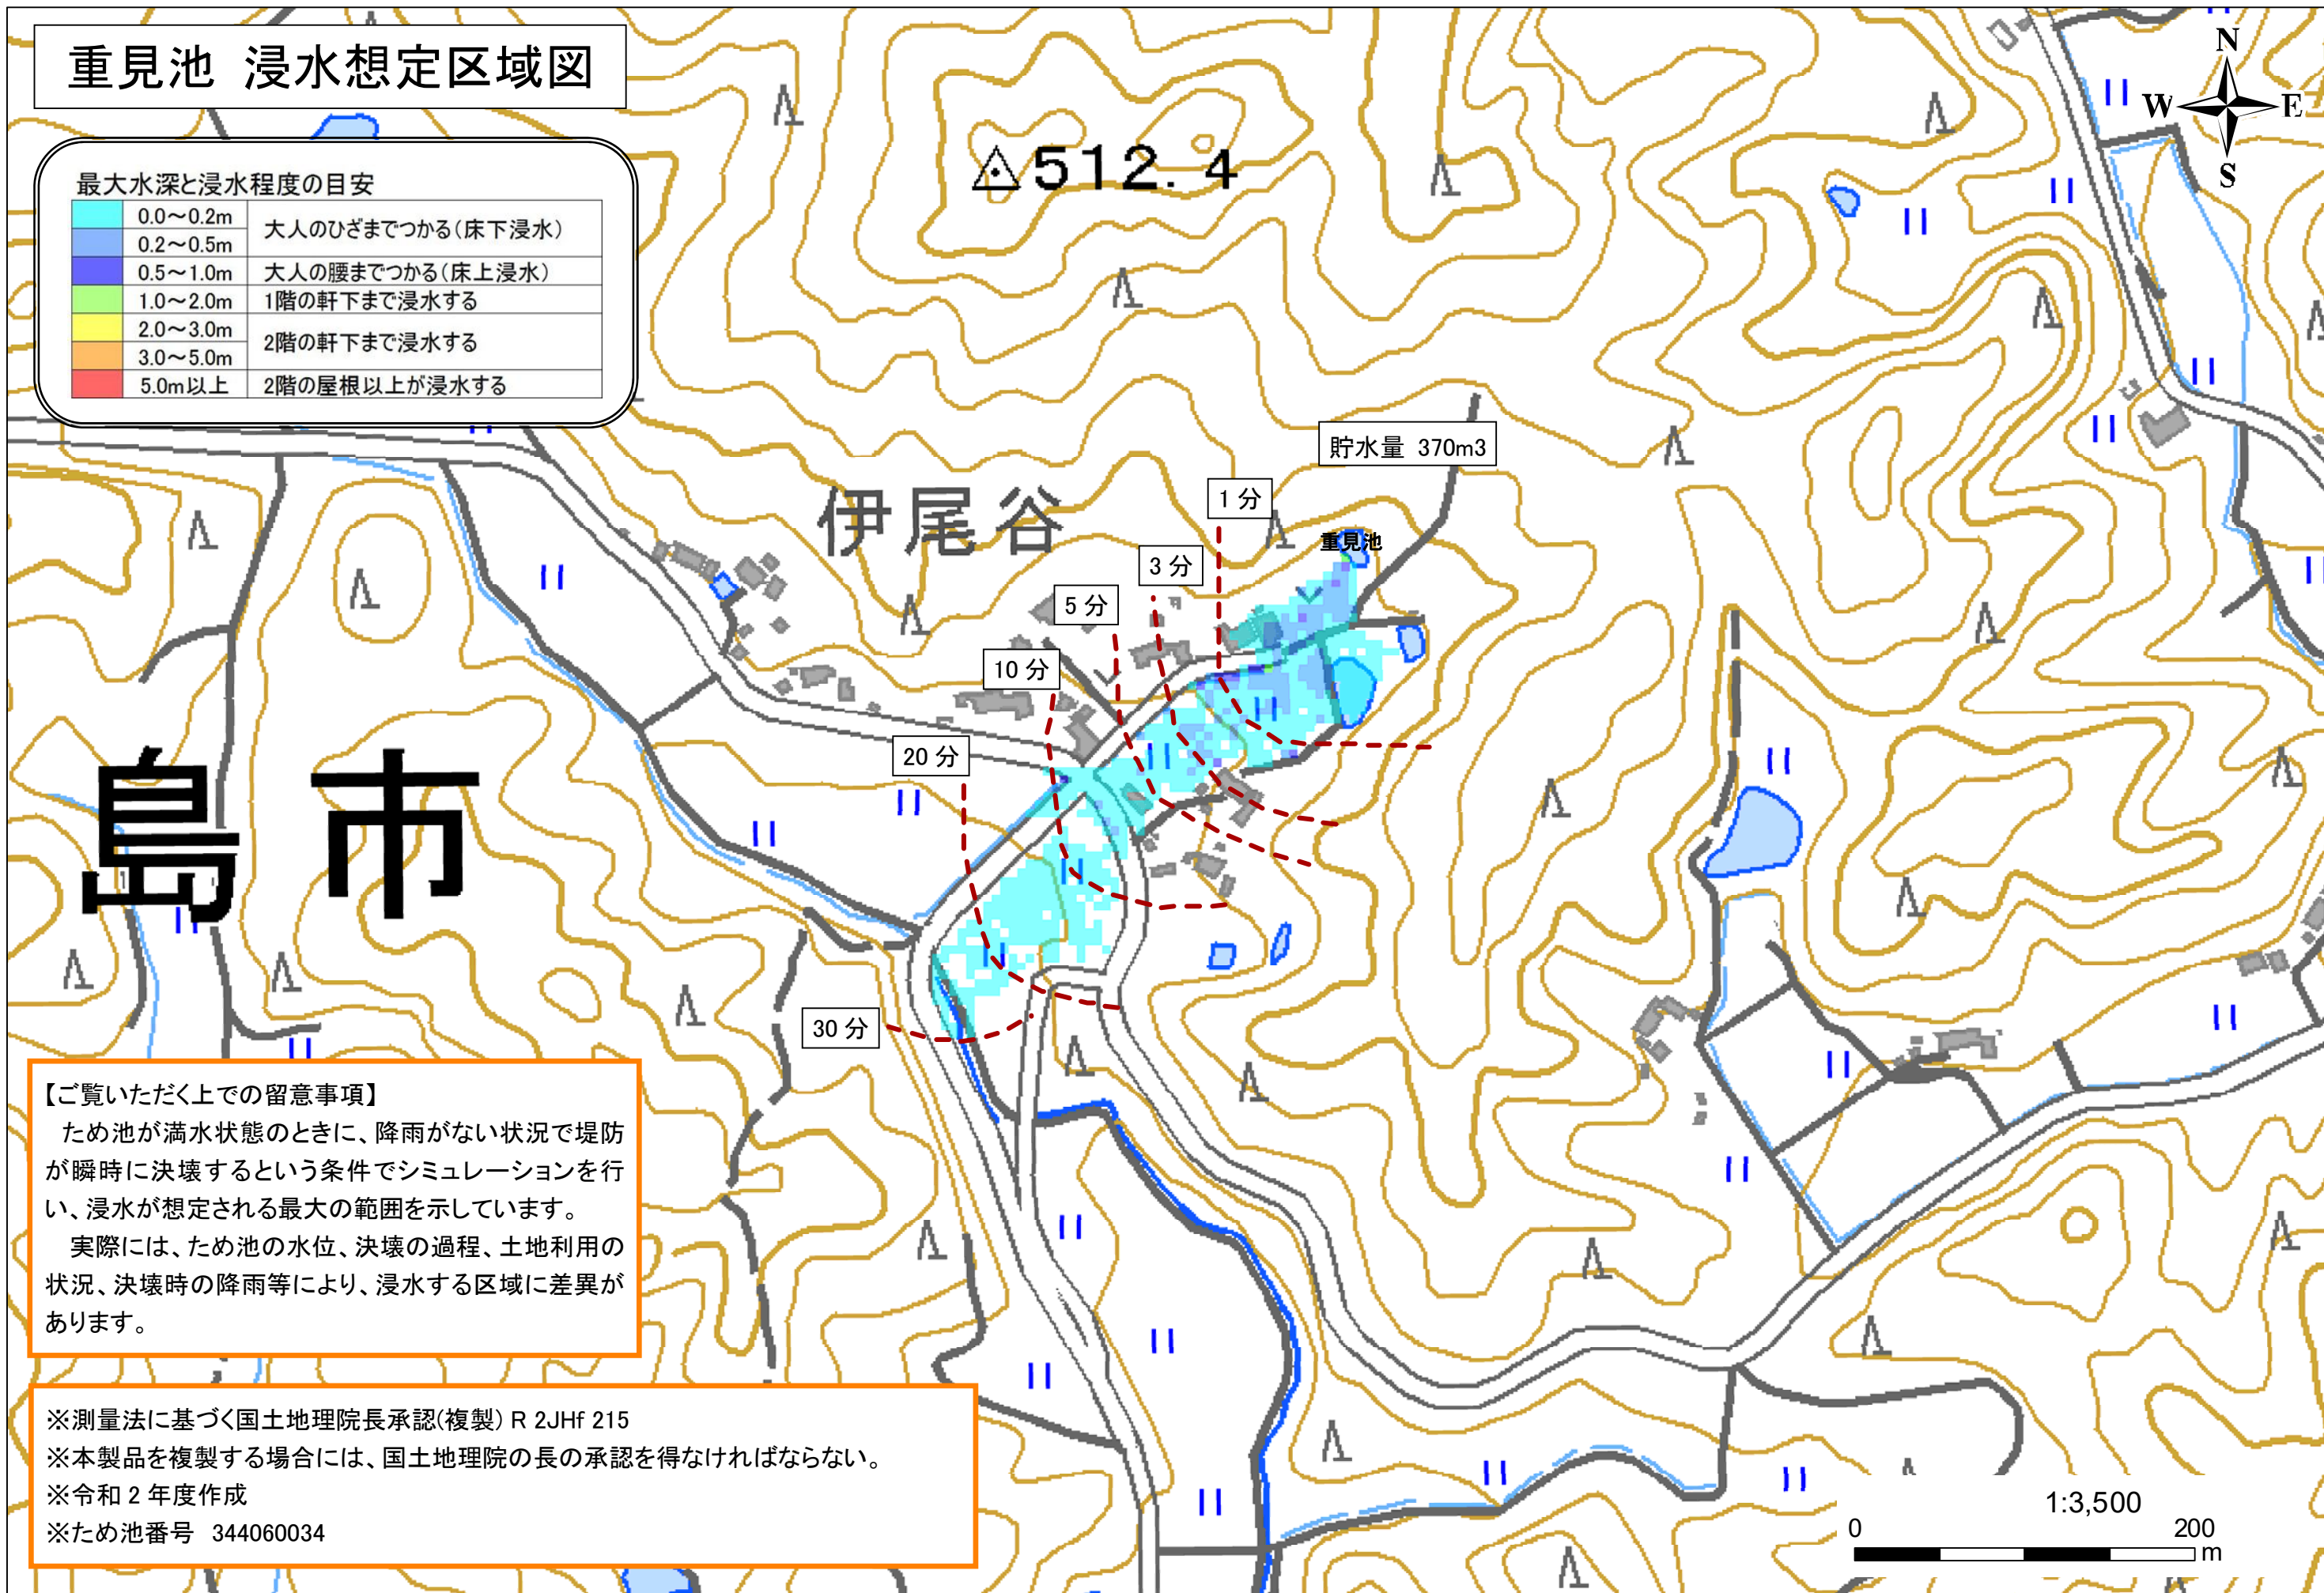 重見池 浸水想定区域図
N
W E
S
最大水深と浸水程度の目安
0.0～0.2m 大人のひざまでつかる(床下浸水)
0.2～0.5m
0.5～1.0m 大人の腰までつかる(床上浸水)
1.0～2.0m 1階の軒下まで浸水する
2.0～3.0m 2階の軒下まで浸水する
3.0～5.0m
5.0m以上 2階の屋根以上が浸水する
512.4
貯水量 370m3
伊尾谷
1 分
重見池
3 分
5 分
10 分
20 分
島市
30 分
【ご覧いただく上での留意事項】
ため池が満水状態のときに、降雨がない状況で堤防
が瞬時に決壊するという条件でシミュレーションを行
い、浸水が想定される最大の範囲を示しています。
実際には、ため池の水位、決壊の過程、土地利用の
状況、決壊時の降雨等により、浸水する区域に差異が
あります。
※測量法に基づく国土地理院長承認(複製) R 2JHf 215
※本製品を複製する場合には、国土地理院の長の承認を得なければならない。
※令和 2 年度作成
※ため池番号 344060034
1:3,500
0 200
m